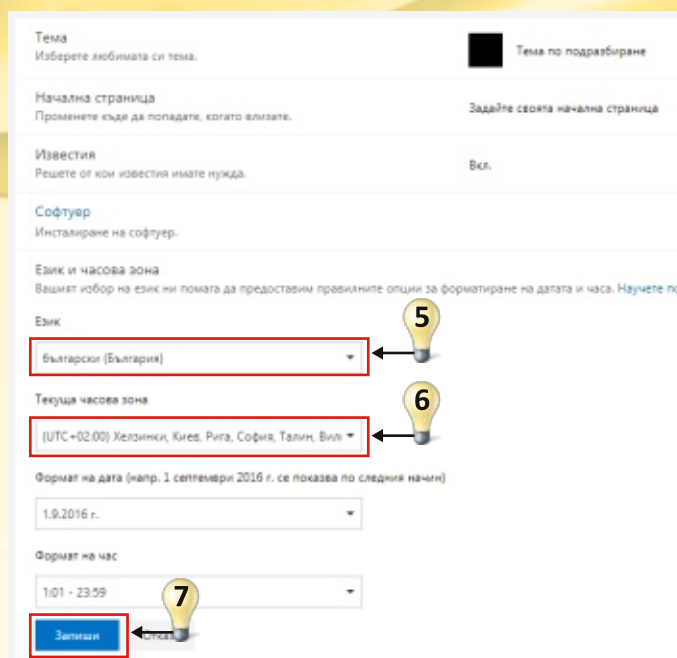 Тема
Изберете любимата си тема.
Тема по подразбиране
Начална страница
Променете къде да попадате, когато влизате.
Задайте своята начална страница
Известия
Решете от кои известия имате нужда.
Вкл.
Софтуер
Инсталиране на софтуер.
Език и часова зона
Вашият избор на език ни помага да предоставим правилните опции за форматиране на датата и часа. Научете по
Език
5
български (България)
Текуща часова зона
6
(UTC+02:00) Хелзинки, Киев, Рига, София, Талин, Вилн
Формат на дата (напр. 1 септември 2016 г. се показва по следния начин)
1.9.2016 г.
Формат на час
1:01 - 23:59
7
Запиши